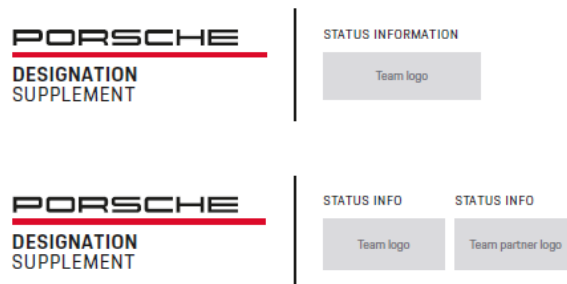 PORSCHE
DESIGNATION
SUPPLEMENT
STATUS INFORMATION
Team logo
PORSCHE
DESIGNATION
SUPPLEMENT
STATUS INFO
Team logo
STATUS INFO
Team partner logo